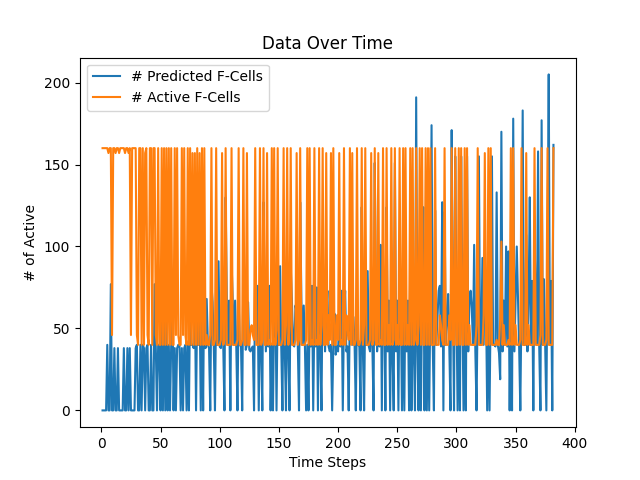 Data Over Time
# Predicted F-Cells
# Active F-Cells
# of Active
200
150
100
50
0
0 50 100 150 200 250 300 350 400
Time Steps